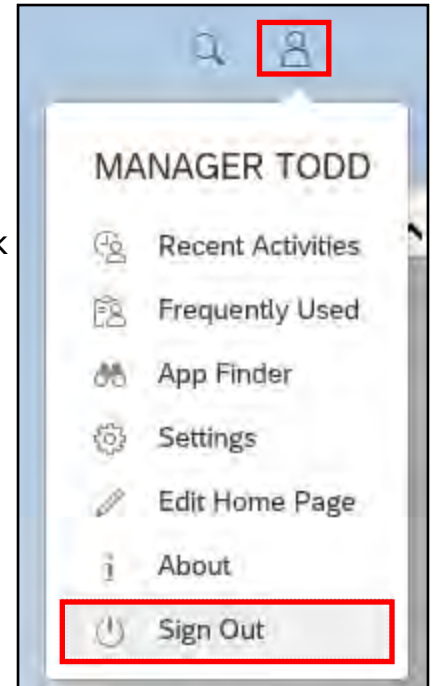 MANAGER TODD
Recent Activities
Frequently Used
App Finder
Settings
Edit Home Page
About
Sign Out